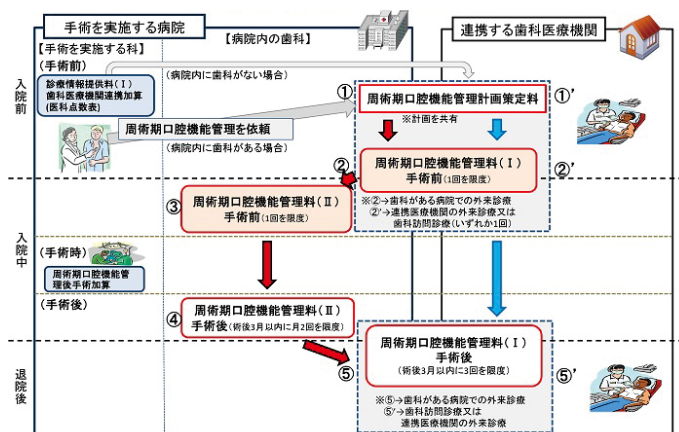 手術を実施する病院
連携する歯科医療機関
【手術を実施する科】
【病院内の歯科】
入院前
(手術前)
診療情報提供料(Ⅰ)
歯科医療機関連携加算
(医科点数表)
(病院内に歯科がない場合)
周術期口腔機能管理を依頼
(病院内に歯科がある場合)
①
周術期口腔機能管理計画策定料
①’
※計画を共有
②
周術期口腔機能管理料(Ⅰ)
手術前(1回を限度)
②’
※②→歯科がある病院での外来診療
②’→連携医療機関の外来診療又は
歯科訪問診療(いずれか1回)
入院中
③
周術期口腔機能管理料(Ⅱ)
手術前(1回を限度)
(手術時)
周術期口腔機能管
理後手術加算
(手術後)
④
周術期口腔機能管理料(Ⅱ)
手術後(術後3月以内に月2回を限度)
退院後
⑤
周術期口腔機能管理料(Ⅰ)
手術後
(術後3月以内に3回を限度)
⑤’
※⑤→歯科がある病院での外来診療
⑤’→歯科訪問診療又は
連携医療機関の外来診療